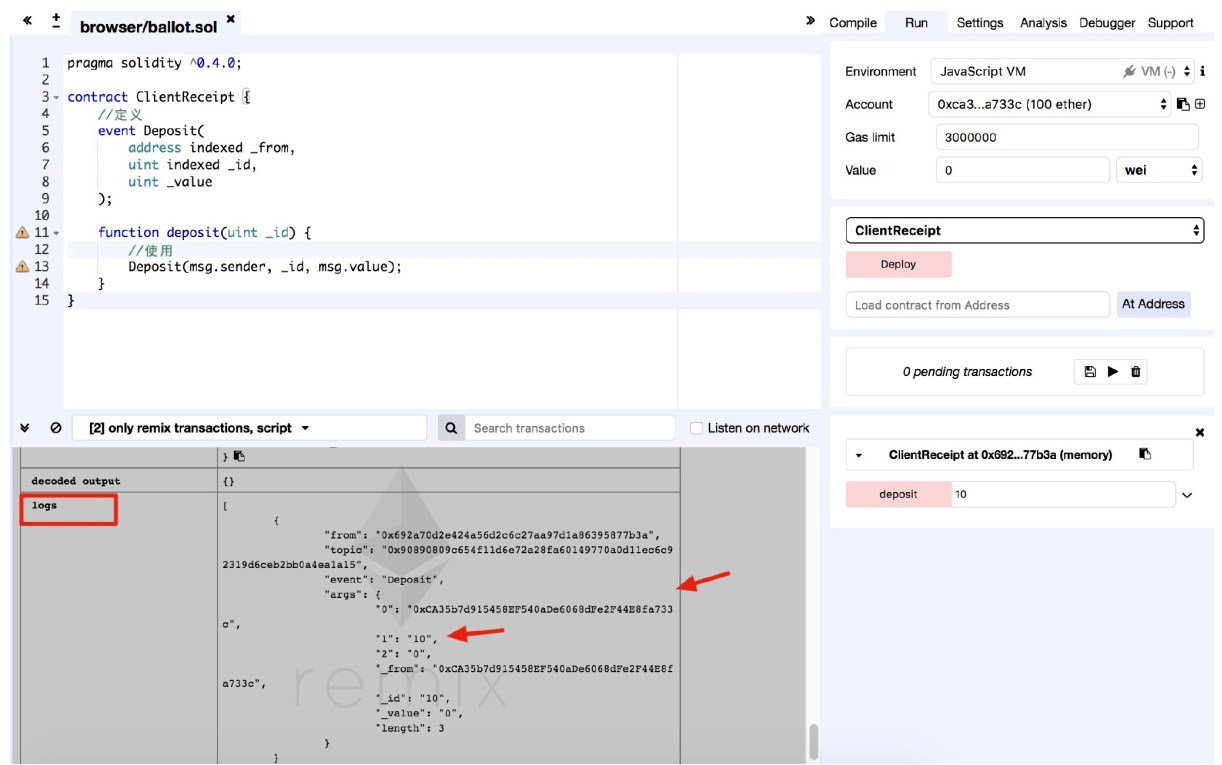 browser/ballot.sol
Compile Run Settings Analysis Debugger Support
1 pragma solidity ^0.4.0;
2
3 contract ClientReceipt {
4 //定义
5 event Deposit(
6 address indexed _from,
7 uint indexed _id,
8 uint _value
9 );
10
11 function deposit(uint _id) {
12 //使用
13 Deposit(msg.sender, _id, msg.value);
14 }
15 }
Environment JavaScript VM VM (-)
Account 0xca3...a733c (100 ether)
Gas limit 3000000
Value 0 wei
ClientReceipt
Deploy
Load contract from Address At Address
0 pending transactions
ClientReceipt at 0x692...77b3a (memory)
deposit 10
[2] only remix transactions, script Search transactions Listen on network
}
decoded output {}
logs [
{
"from": "0x692a70d2e424a56d2c6c27aa97d1a86395877b3a",
"topic": "0x90890809c654f11d6e72a28fa60149770a0d11ec6c9
2319d6ceb2bb0a4ea1a15",
"event": "Deposit",
"args": {
"0": "0xCA35b7d915458EF540aDe6068dFe2F44E8fa733
c",
"1": "10",
"2": "0",
"_from": "0xCA35b7d915458EF540aDe6068dFe2F44E8f
a733c",
"_id": "10",
"_value": "0",
"length": 3
}
}
remix